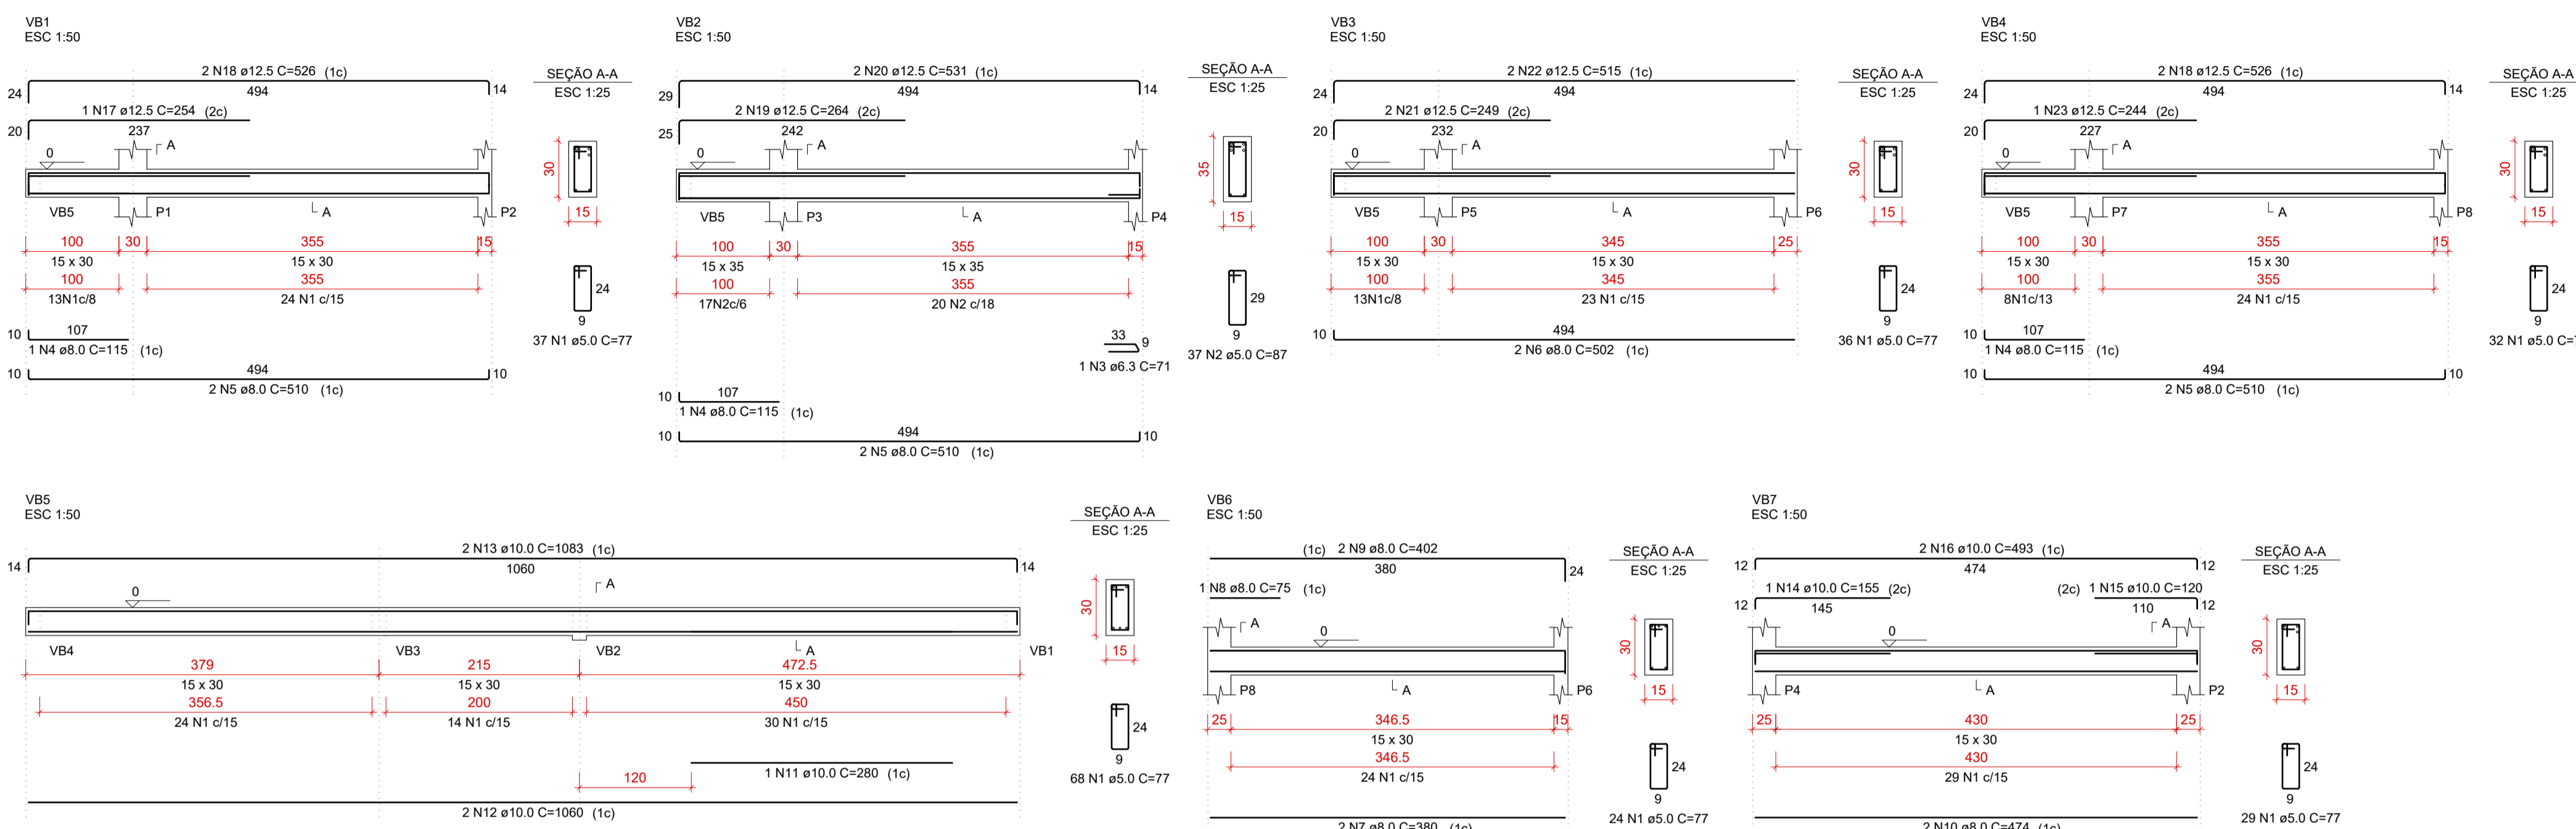 VB1
ESC 1:50
2 N18 ø12.5 C=526 (1c)
24
494
14
1 N17 ø12.5 C=254 (2c)
20
237
A
0
VB5
P1
A
P2
100
30
355
15
15 x 30
15 x 30
100
355
13N1c/8
24 N1 c/15
10
107
1 N4 ø8.0 C=115 (1c)
10
494
10
2 N5 ø8.0 C=510 (1c)
SEÇÃO A-A
ESC 1:25
30
15
24
9
37 N1 ø5.0 C=77
VB2
ESC 1:50
2 N20 ø12.5 C=531 (1c)
29
494
14
2 N19 ø12.5 C=264 (2c)
25
242
A
0
VB5
P3
A
P4
100
30
355
15
15 x 35
15 x 35
100
355
17N2c/6
20 N2 c/18
33
9
1 N3 ø6.3 C=71
10
107
1 N4 ø8.0 C=115 (1c)
10
494
10
2 N5 ø8.0 C=510 (1c)
SEÇÃO A-A
ESC 1:25
35
15
29
9
37 N2 ø5.0 C=87
VB3
ESC 1:50
2 N22 ø12.5 C=515 (1c)
24
494
2 N21 ø12.5 C=249 (2c)
20
232
A
0
VB5
P5
A
P6
100
30
345
25
15 x 30
15 x 30
100
345
13N1c/8
23 N1 c/15
10
494
2 N6 ø8.0 C=502 (1c)
SEÇÃO A-A
ESC 1:25
30
15
24
9
36 N1 ø5.0 C=77
VB4
ESC 1:50
2 N18 ø12.5 C=526 (1c)
24
494
14
1 N23 ø12.5 C=244 (2c)
20
227
A
0
VB5
P7
A
P8
100
30
355
15
15 x 30
15 x 30
100
355
8N1c/13
24 N1 c/15
10
107
1 N4 ø8.0 C=115 (1c)
10
494
10
2 N5 ø8.0 C=510 (1c)
SEÇÃO A-A
ESC 1:25
30
15
24
9
32 N1 ø5.0
VB5
ESC 1:50
2 N13 ø10.0 C=1083 (1c)
14
1060
14
A
0
VB4
VB3
VB2
A
VB1
379
215
472.5
15 x 30
15 x 30
15 x 30
356.5
200
450
24 N1 c/15
14 N1 c/15
30 N1 c/15
120
1 N11 ø10.0 C=280 (1c)
2 N12 ø10.0 C=1060 (1c)
SEÇÃO A-A
ESC 1:25
30
15
24
9
68 N1 ø5.0 C=77
VB6
ESC 1:50
(1c) 2 N9 ø8.0 C=402
380
24
1 N8 ø8.0 C=75 (1c)
A
0
P8
A
P6
25
346.5
15
15 x 30
346.5
24 N1 c/15
2 N7 ø8.0 C=380 (1c)
SEÇÃO A-A
ESC 1:25
30
15
24
9
24 N1 ø5.0 C=77
VB7
ESC 1:50
2 N16 ø10.0 C=493 (1c)
12
474
12
1 N14 ø10.0 C=155 (2c)
(2c) 1 N15 ø10.0 C=120
12
145
110
12
A
0
P4
A
P2
25
430
25
15 x 30
430
29 N1 c/15
2 N10 ø8.0 C=474 (1c)
SEÇÃO A-A
ESC 1:25
30
15
24
9
29 N1 ø5.0 C=77